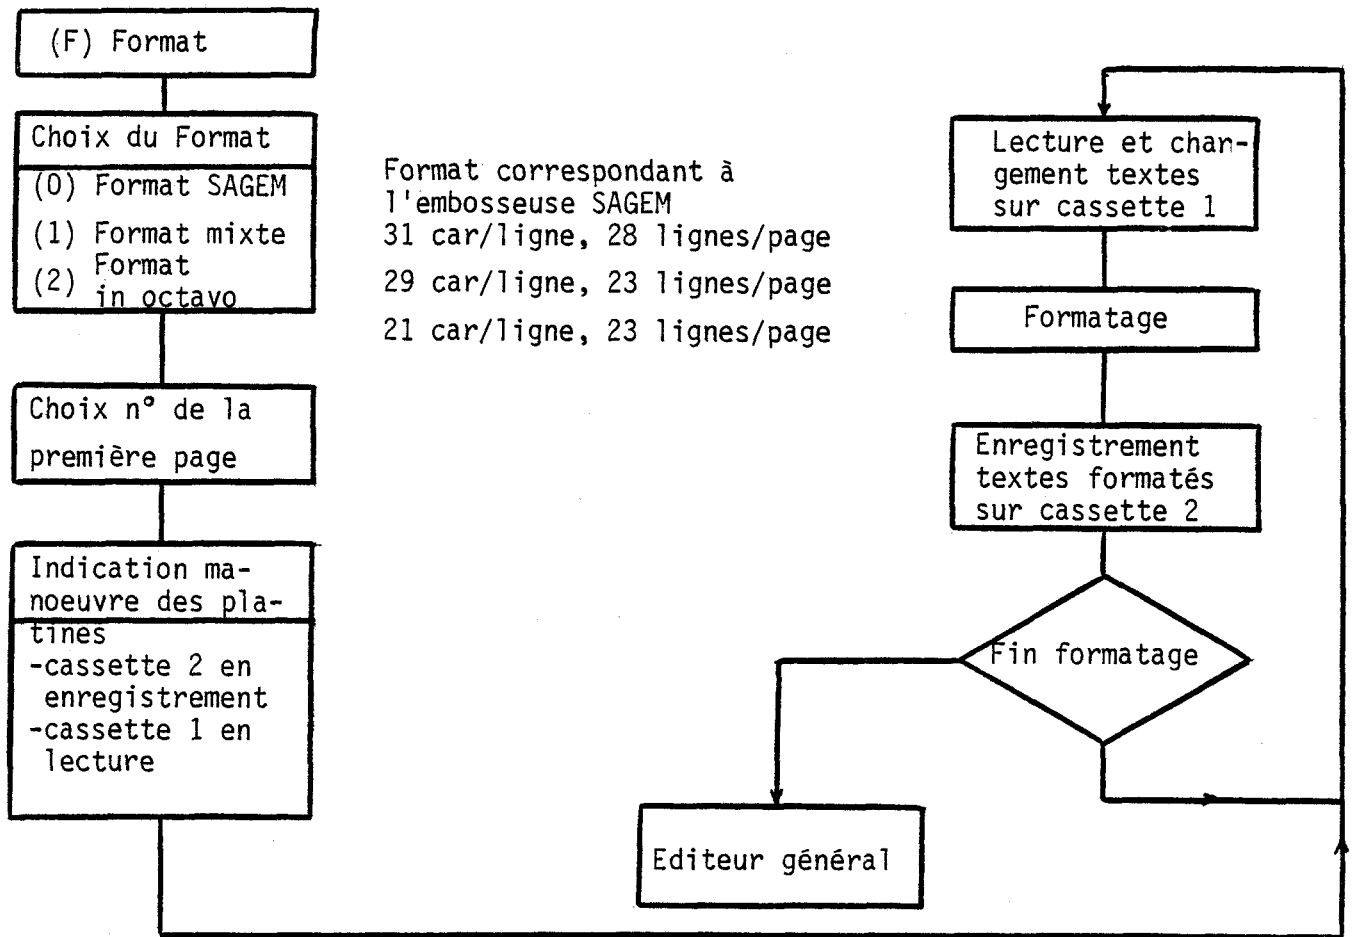 (F) Format
Choix du Format
(0) Format SAGEM
(1) Format mixte
(2) Format
in octavo
Format correspondant à
l'embosseuse SAGEM
31 car/ligne, 28 lignes/page
29 car/ligne, 23 lignes/page
21 car/ligne, 23 lignes/page
Choix n° de la
première page
Indication ma-
noeuvre des pla-
tines
-cassette 2 en
enregistrement
-cassette 1 en
lecture
Lecture et char-
gement textes
sur cassette 1
Formatage
Enregistrement
textes formatés
sur cassette 2
Fin formatage
Editeur général